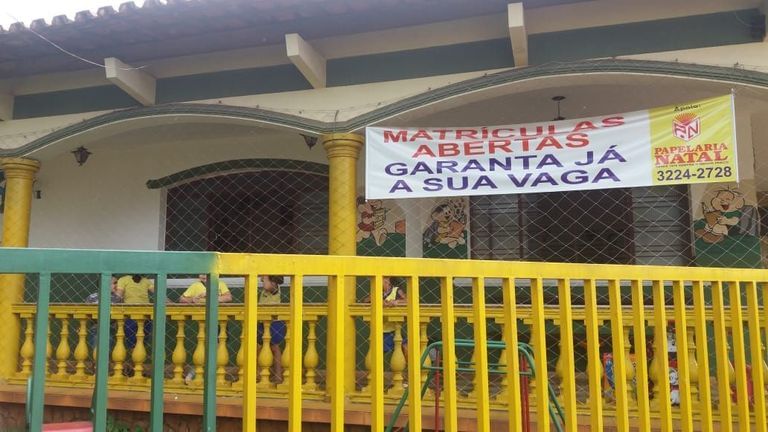 MATRÍCULAS
ABERTAS
GARANTA JÁ
A SUA VAGA
Apoio:
PN
PAPELARIA
NATAL
3224-2728